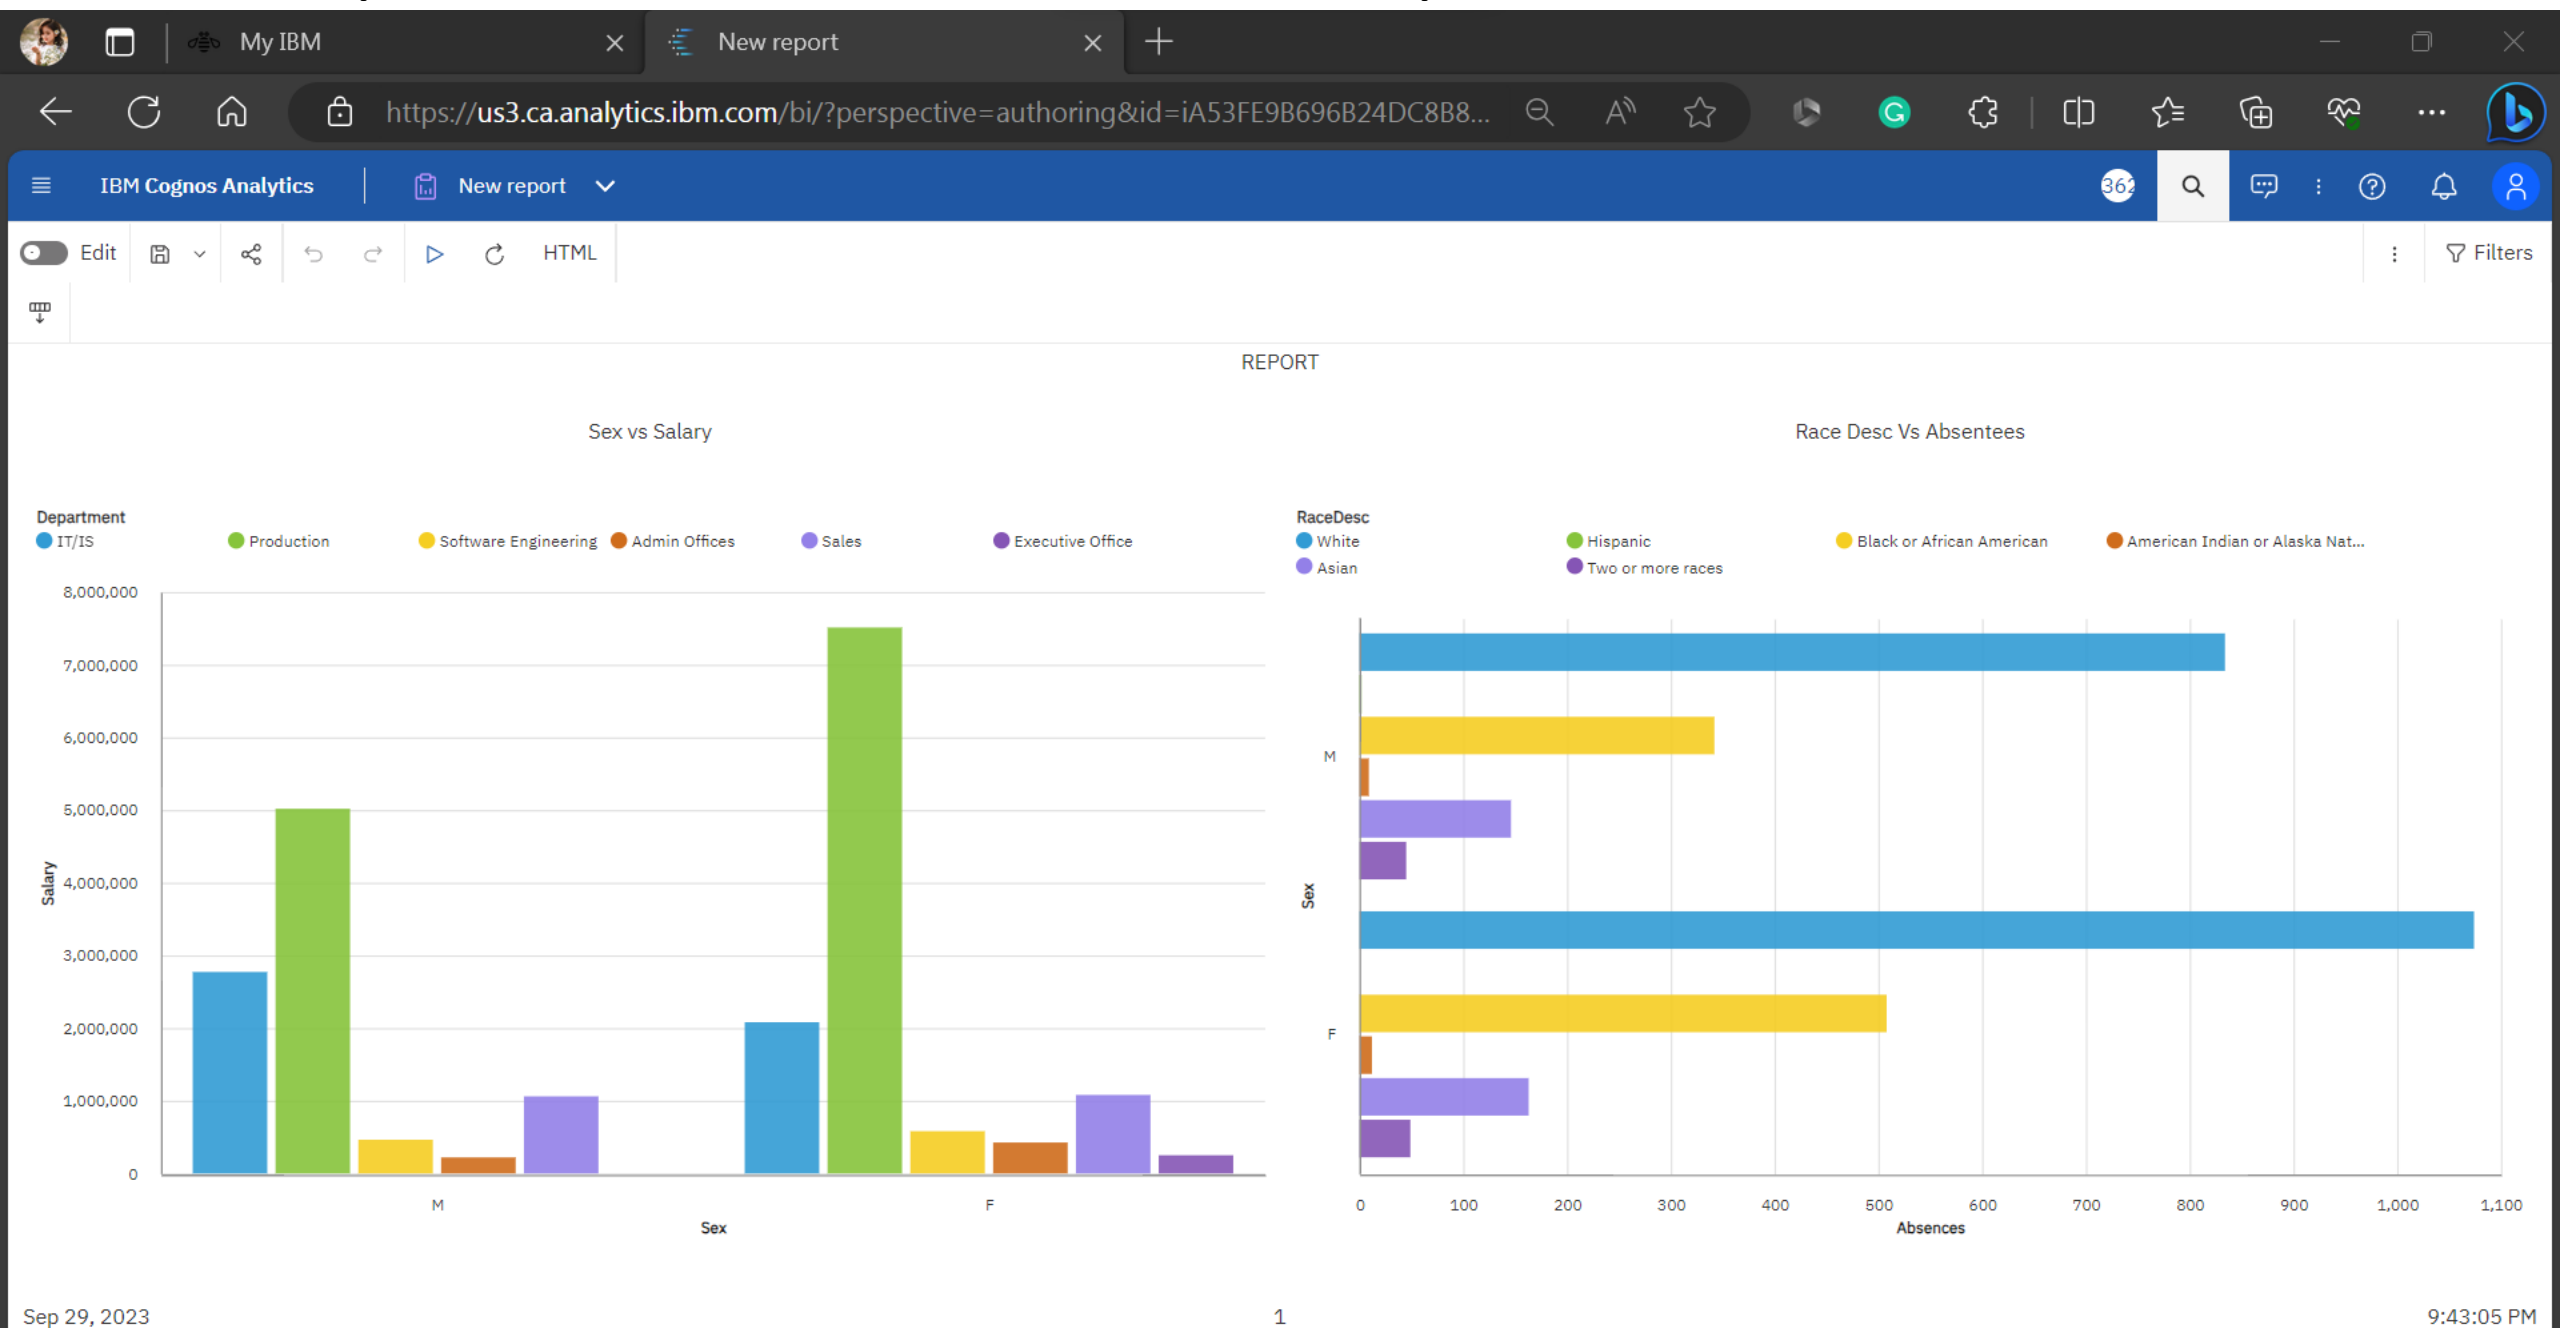 My IBM
New report
https://us3.ca.analytics.ibm.com/bi/?perspective=authoring&id=iA53FE9B696B24DC8B8...
IBM Cognos Analytics
New report
362
Edit
HTML
Filters
REPORT
Sex vs Salary
Department
IT/IS
Production
Software Engineering
Admin Offices
Sales
Executive Office
8,000,000
7,000,000
6,000,000
5,000,000
4,000,000
3,000,000
2,000,000
1,000,000
0
Salary
M
F
Sex
Race Desc Vs Absentees
RaceDesc
White
Hispanic
Black or African American
American Indian or Alaska Nat...
Asian
Two or more races
M
F
Sex
0
100
200
300
400
500
600
700
800
900
1,000
1,100
Absences
Sep 29, 2023
1
9:43:05 PM